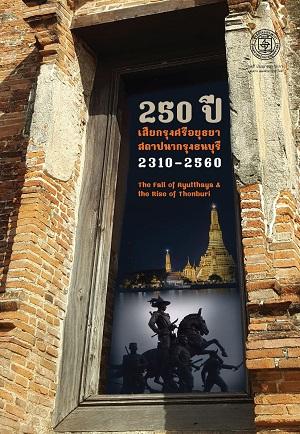 250 ปี
เสียกรุงศรีอยุธยา
สถาปนากรุงธนบุรี
2310-2560
The Fall of Ayutthaya &
the Rise of Thonburi